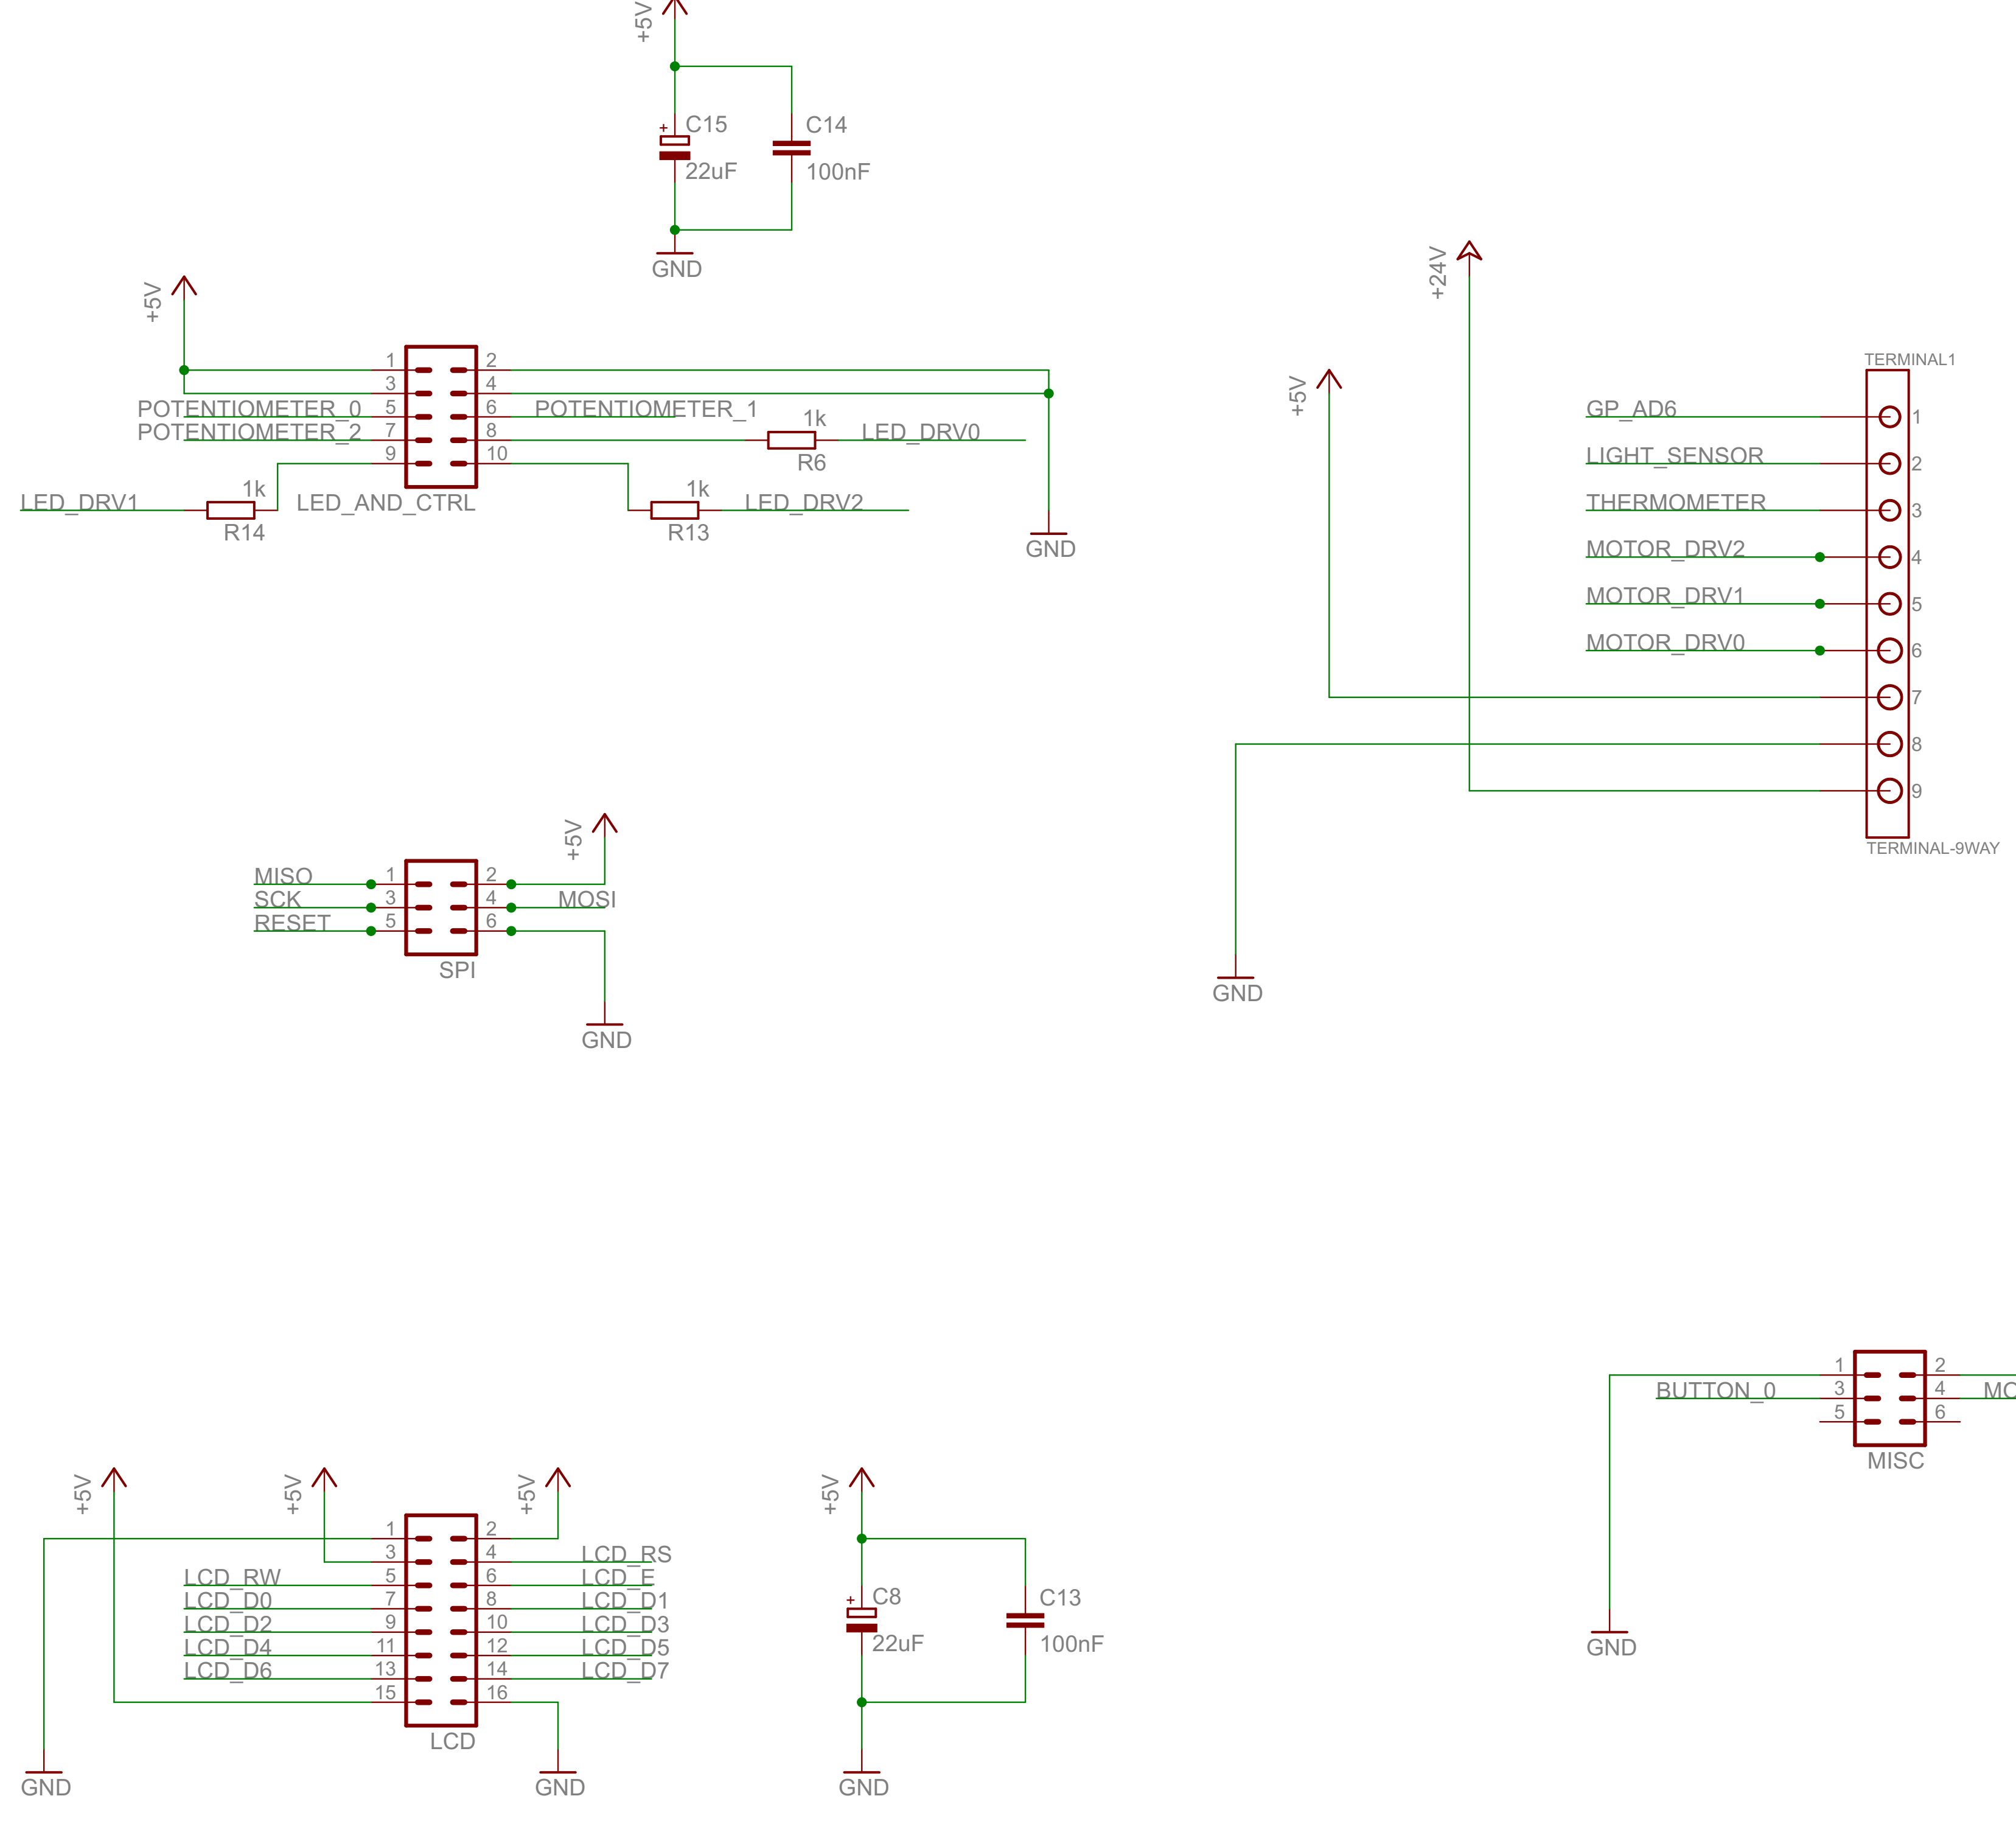 +5V
C15
22uF
C14
100nF
GND
+5V
1
3
5
7
9
2
4
6
8
10
POTENTIOMETER_0
POTENTIOMETER_2
POTENTIOMETER_1
1k
R6
LED_DRV0
LED_DRV1
1k
R14
LED_AND_CTRL
1k
R13
LED_DRV2
GND
+24V
+5V
TERMINAL1
GP_AD6
1
LIGHT_SENSOR
2
THERMOMETER
3
MOTOR_DRV2
4
MOTOR_DRV1
5
MOTOR_DRV0
6
7
8
9
TERMINAL-9WAY
GND
+5V
MISO
SCK
RESET
1
3
5
2
4
6
MOSI
SPI
GND
BUTTON_0
1
3
5
2
4
6
MO
MISC
GND
+5V
+5V
+5V
1
3
5
7
9
11
13
15
2
4
6
8
10
12
14
16
LCD_RW
LCD_D0
LCD_D2
LCD_D4
LCD_D6
LCD_RS
LCD_E
LCD_D1
LCD_D3
LCD_D5
LCD_D7
LCD
GND
GND
+5V
C8
22uF
C13
100nF
GND